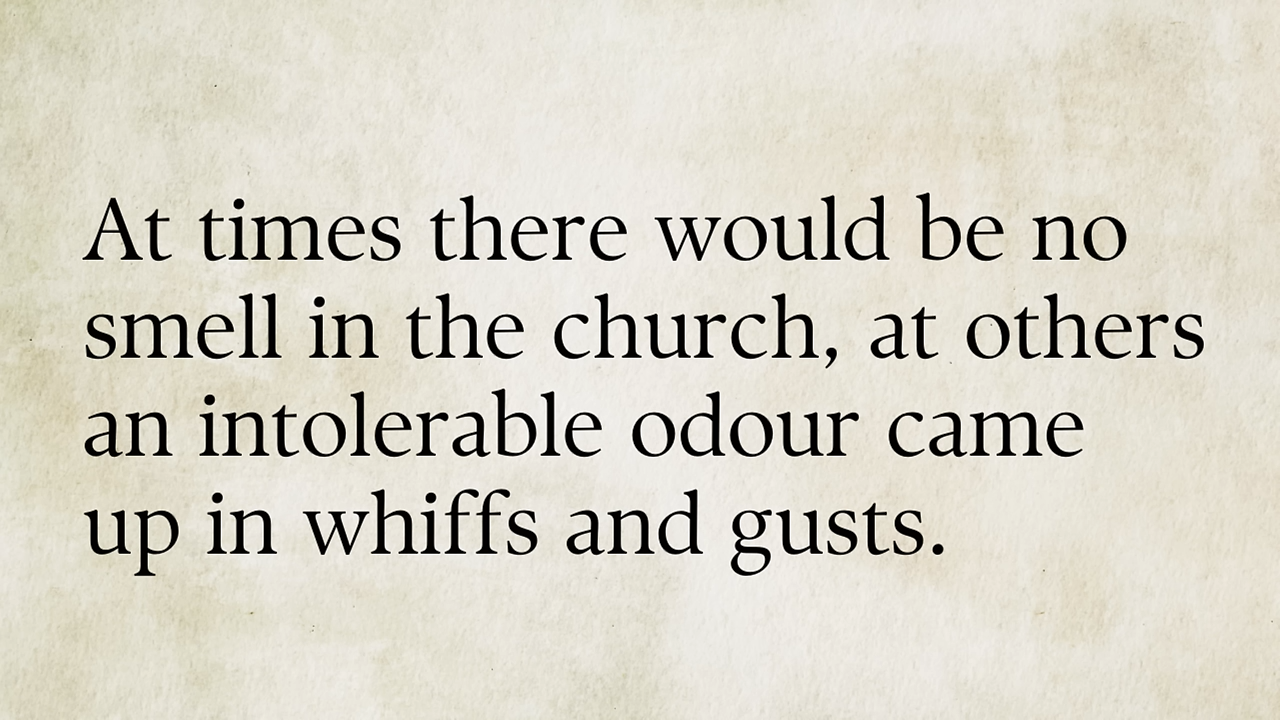 At times there would be no
smell in the church, at others
an intolerable odour came
up in whiffs and gusts.